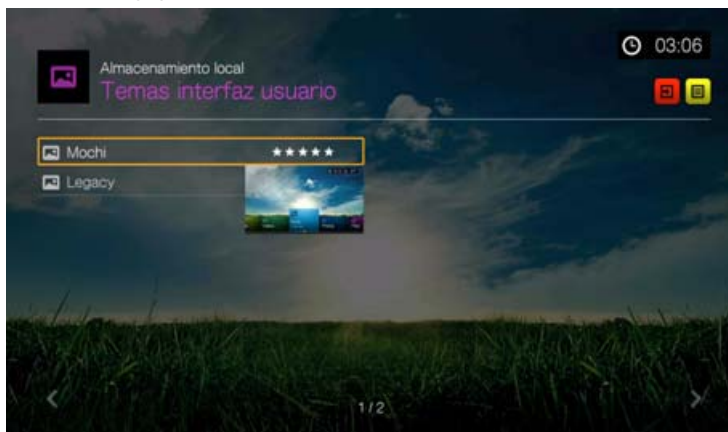 03:06
Almacenamiento local
Temas interfaz usuario
Mochi
Legacy
1/2